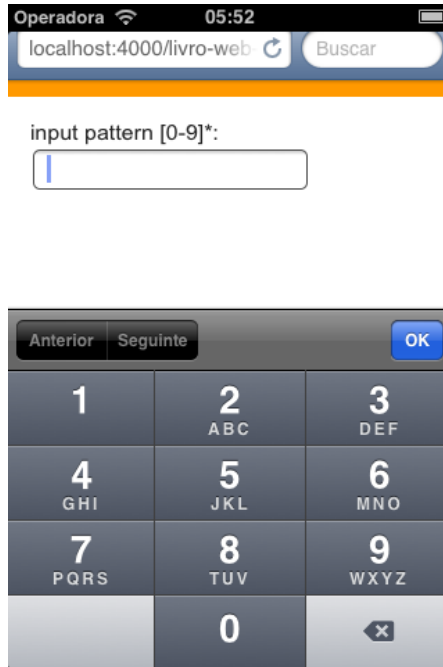 Operadora 05:52
localhost:4000/livro-web- Buscar
input pattern [0-9]*:
Anterior Seguinte OK
1 2 3
ABC DEF
4 5 6
GHI JKL MNO
7 8 9
PQRS TUV WXYZ
0